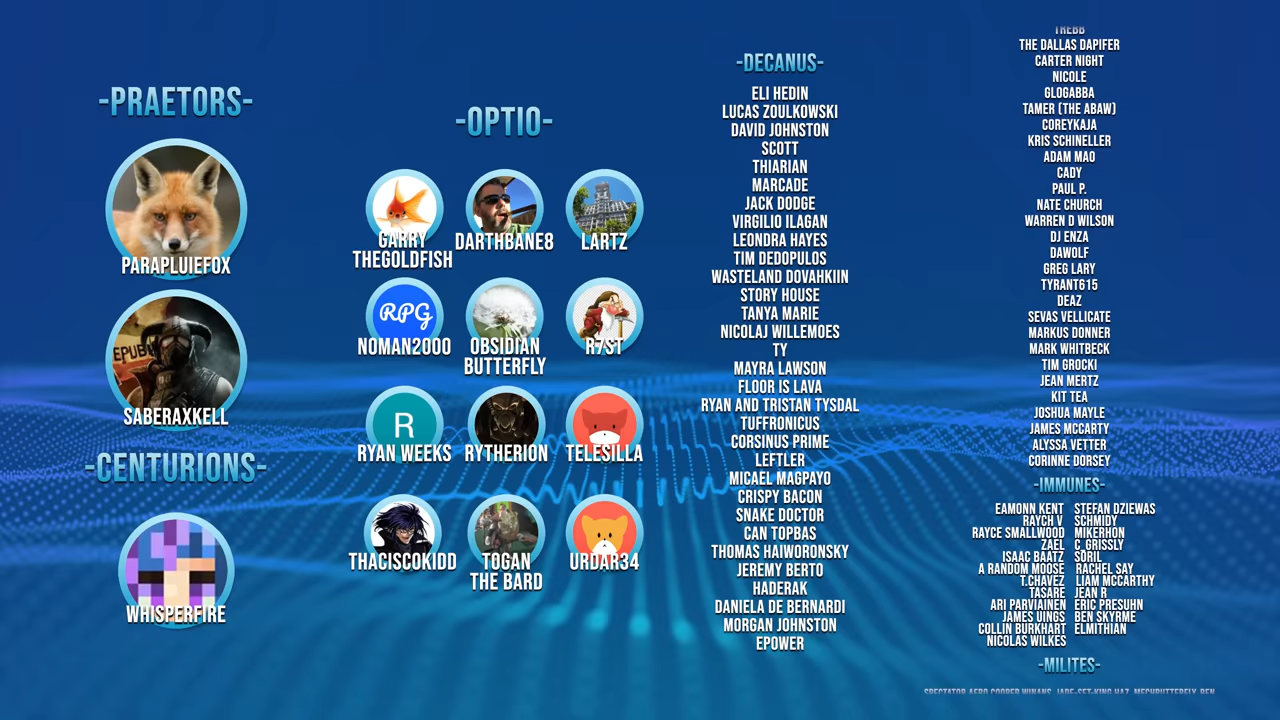 -PRAETORS-
PARAPLUIEFOX
EPUB
SABERAXKELL
-CENTURIONS-
WHISPERFIRE
-OPTIO-
GARRY
THEGOLDFISH
DARTHBANE8
LARTZ
RPG
NOMAN2000
OBSIDIAN
BUTTERFLY
R7ST
R
RYAN WEEKS
RYTHERION
TELESILLA
THACISCOKIDD
TOGAN
THE BARD
URDAR34
-DECANUS-
ELI HEDIN
LUCAS ZOULKOWSKI
DAVID JOHNSTON
SCOTT
THIARIAN
MARCADE
JACK DODGE
VIRGILIO ILAGAN
LEONDRA HAYES
TIM DEDOPULOS
WASTELAND DOVAHKIIN
STORY HOUSE
TANYA MARIE
NICOLAJ WILLEMOES
TY
MAYRA LAWSON
FLOOR IS LAVA
RYAN AND TRISTAN TYSDAL
TUFFRONICUS
CORSINUS PRIME
LEFTLER
MICAEL MAGPAYO
CRISPY BACON
SNAKE DOCTOR
CAN TOPBAS
THOMAS HAIWORONSKY
JEREMY BERTO
HADERAK
DANIELA DE BERNARDI
MORGAN JOHNSTON
EPOWER
TREBB
THE DALLAS DAPIFER
CARTER NIGHT
NICOLE
GLOGABBA
TAMER (THE ABAW)
COREYKAJA
KRIS SCHINELLER
ADAM MAO
CADY
PAUL P.
NATE CHURCH
WARREN D WILSON
DJ ENZA
DAWOLF
GREG LARY
TYRANT615
DEAZ
SEVAS VELLICATE
MARKUS DONNER
MARK WHITBECK
TIM GROCKI
JEAN MERTZ
KIT TEA
JOSHUA MAYLE
JAMES MCCARTY
ALYSSA VETTER
CORINNE DORSEY
-IMMUNES-
EAMONN KENT STEFAN DZIEWAS
RAYCH V SCHMIDY
RAYCE SMALLWOOD MIKERHON
ZAEL C_GRISSLY
ISAAC BAATZ SORIL
A RANDOM MOOSE RACHEL SAY
T.CHAVEZ LIAM MCCARTHY
TASARE JEAN R
ARI PARVIAINEN ERIC PRESUHN
JAMES UINGS BEN SKYRME
COLLIN BURKHART ELMITHIAN
NICOLAS WILKES
-MILITES-